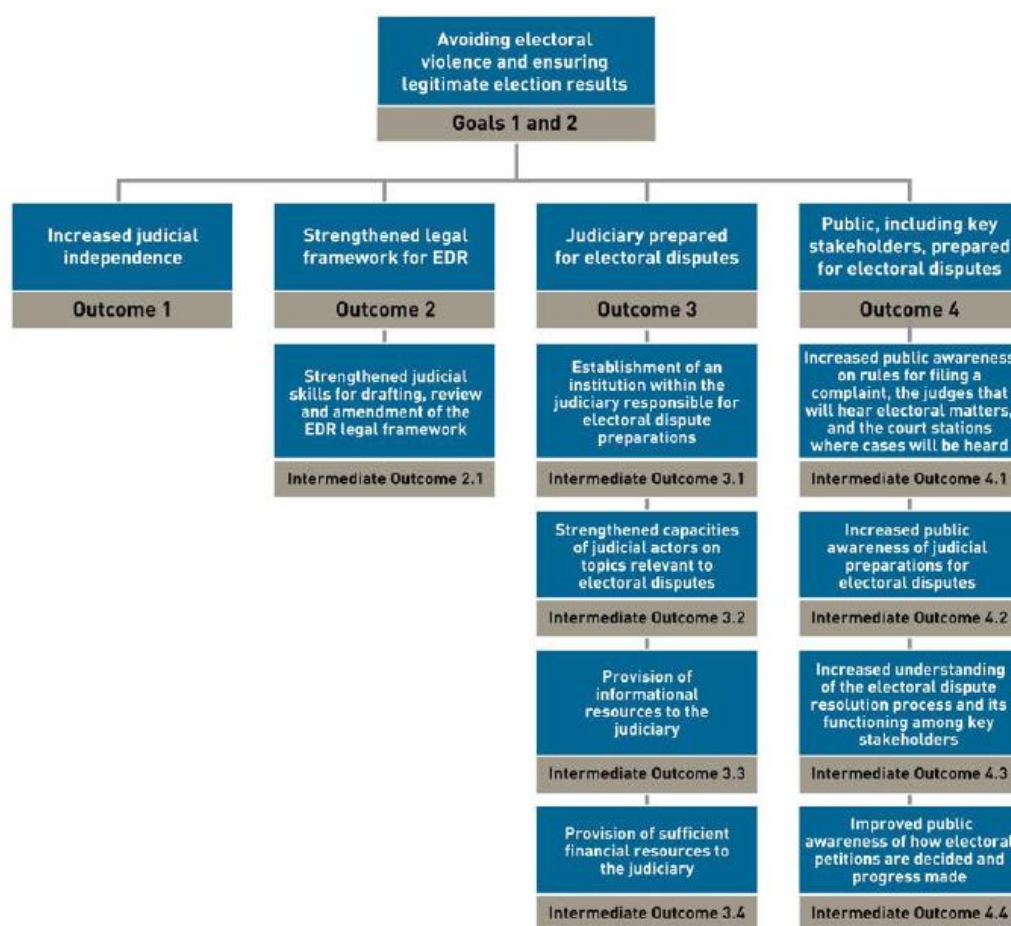 Avoiding electoral
violence and ensuring
legitimate election results
Goals 1 and 2
Increased judicial
independence
Outcome 1
Strengthened legal
framework for EDR
Outcome 2
Strengthened judicial
skills for drafting, review
and amendment of the
EDR legal framework
Intermediate Outcome 2.1
Judiciary prepared
for electoral disputes
Outcome 3
Establishment of an
institution within the
judiciary responsible for
electoral dispute
preparations
Intermediate Outcome 3.1
Strengthened capacities
of judicial actors on
topics relevant to
electoral disputes
Intermediate Outcome 3.2
Provision of
informational
resources to the
judiciary
Intermediate Outcome 3.3
Provision of sufficient
financial resources to
the judiciary
Intermediate Outcome 3.4
Public, including key
stakeholders, prepared
for electoral disputes
Outcome 4
Increased public awareness
on rules for filing a
complaint, the judges that
will hear electoral matters,
and the court stations
where cases will be heard
Intermediate Outcome 4.1
Increased public
awareness of judicial
preparations for
electoral disputes
Intermediate Outcome 4.2
Increased understanding
of the electoral dispute
resolution process and its
functioning among key
stakeholders
Intermediate Outcome 4.3
Improved public
awareness of how electoral
petitions are decided and
progress made
Intermediate Outcome 4.4